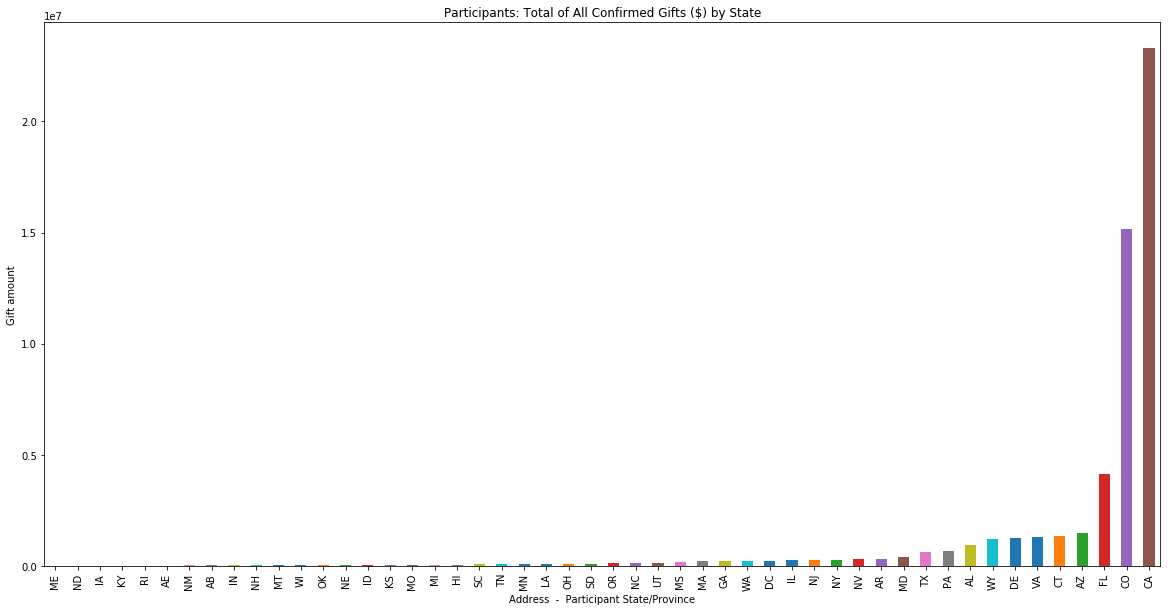 Participants: Total of All Confirmed Gifts ($) by State
1e7
2.0
1.5
1.0
0.5
0.0
Gift amount
ME ND IA KY RI AE NM AB IN NH MT WI OK NE ID KS MO MI HI SC TN MN LA OH SD OR NC UT MS MA GA WA DC IL NJ NY NV AR MD TX PA AL WY DE VA CT AZ FL CO CA
Address - Participant State/Province